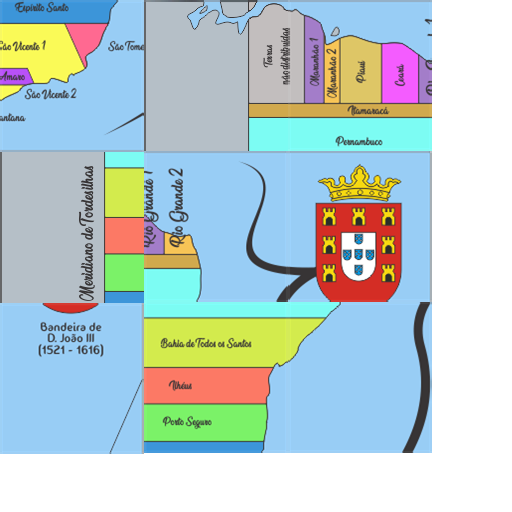 Espírito Santo
São Vicente 1
São Tomé
Amaro
São Vicente 2
antana
Terras
não distribuídas
Maranhão 1
Maranhão 2
Piauí
Ceará
Itamaracá
Pernambuco
Meridiano de Tordesilhas
Rio Grande 1
Rio Grande 2
Bandeira de
D. João III
(1521 - 1616)
Bahia de Todos os Santos
Ilhéus
Porto Seguro